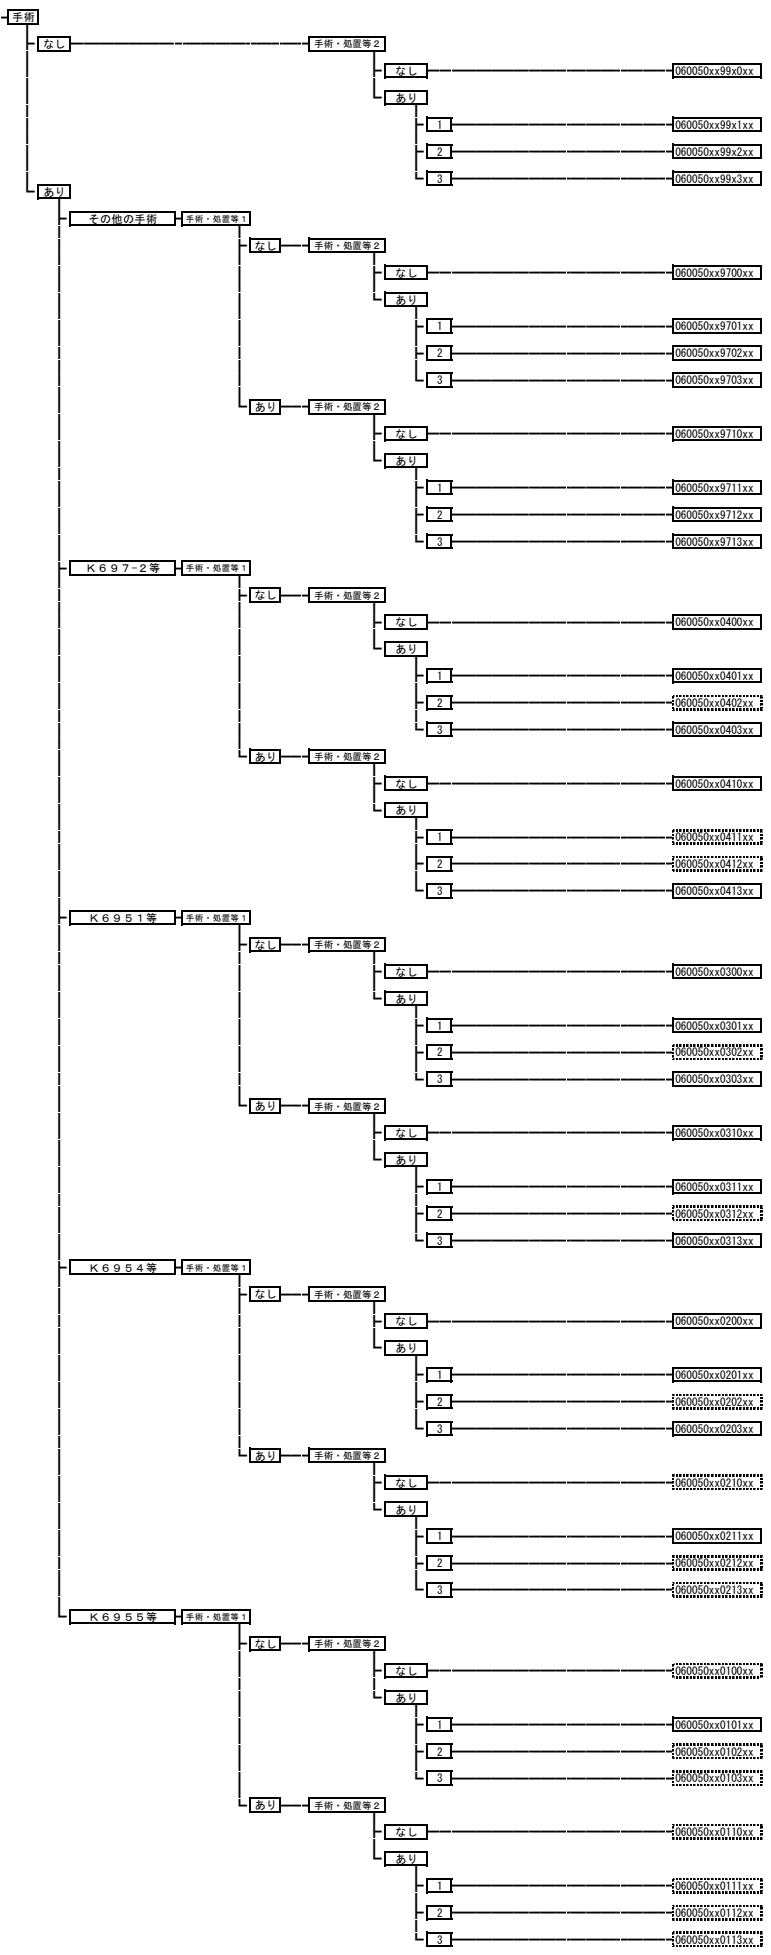 手術
なし 手術・処置等２
なし 060050xx99x0xx
あり
1 060050xx99x1xx
2 060050xx99x2xx
3 060050xx99x3xx
あり
その他の手術 手術・処置等１
なし 手術・処置等２
なし 060050xx9700xx
あり
1 060050xx9701xx
2 060050xx9702xx
3 060050xx9703xx
あり 手術・処置等２
なし 060050xx9710xx
あり
1 060050xx9711xx
2 060050xx9712xx
3 060050xx9713xx
Ｋ６９７-２等 手術・処置等１
なし 手術・処置等２
なし 060050xx0400xx
あり
1 060050xx0401xx
2 060050xx0402xx
3 060050xx0403xx
あり 手術・処置等２
なし 060050xx0410xx
あり
1 060050xx0411xx
2 060050xx0412xx
3 060050xx0413xx
Ｋ６９５１等 手術・処置等１
なし 手術・処置等２
なし 060050xx0300xx
あり
1 060050xx0301xx
2 060050xx0302xx
3 060050xx0303xx
あり 手術・処置等２
なし 060050xx0310xx
あり
1 060050xx0311xx
2 060050xx0312xx
3 060050xx0313xx
Ｋ６９５４等 手術・処置等１
なし 手術・処置等２
なし 060050xx0200xx
あり
1 060050xx0201xx
2 060050xx0202xx
3 060050xx0203xx
あり 手術・処置等２
なし 060050xx0210xx
あり
1 060050xx0211xx
2 060050xx0212xx
3 060050xx0213xx
Ｋ６９５５等 手術・処置等１
なし 手術・処置等２
なし 060050xx0100xx
あり
1 060050xx0101xx
2 060050xx0102xx
3 060050xx0103xx
あり 手術・処置等２
なし 060050xx0110xx
あり
1 060050xx0111xx
2 060050xx0112xx
3 060050xx0113xx